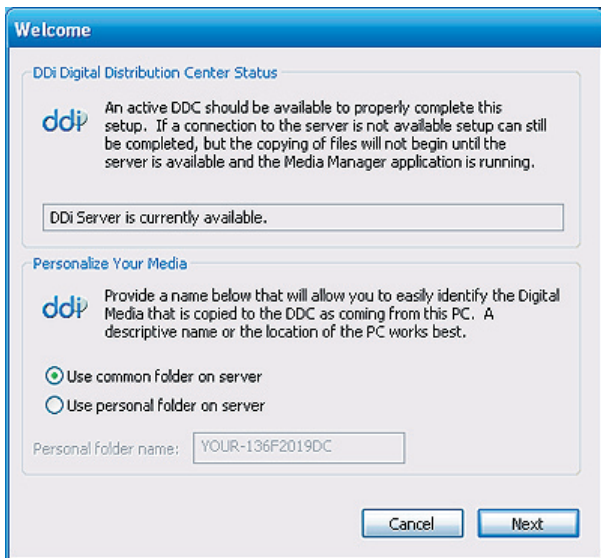 Welcome
DDi Digital Distribution Center Status
ddi
An active DDC should be available to properly complete this
setup. If a connection to the server is not available setup can still
be completed, but the copying of files will not begin until the
server is available and the Media Manager application is running.
DDi Server is currently available.
Personalize Your Media
ddi
Provide a name below that will allow you to easily identify the Digital
Media that is copied to the DDC as coming from this PC. A
descriptive name or the location of the PC works best.
Use common folder on server
Use personal folder on server
Personal folder name: YOUR-136F2019DC
Cancel Next